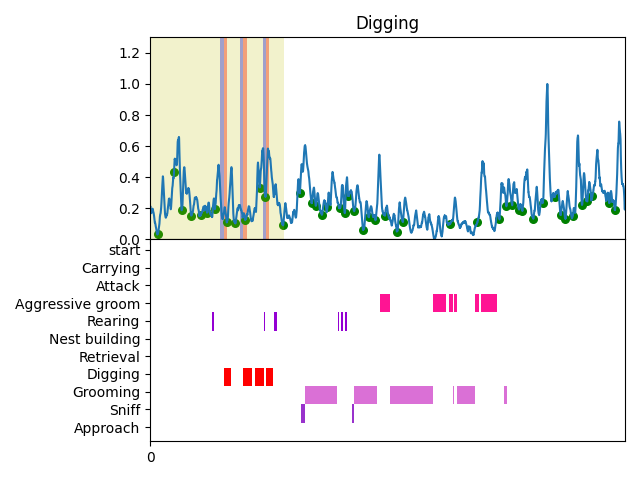 Digging
1.2
1.0
0.8
0.6
0.4
0.2
0.0
start
Carrying
Attack
Aggressive groom
Rearing
Nest building
Retrieval
Digging
Grooming
Sniff
Approach
0